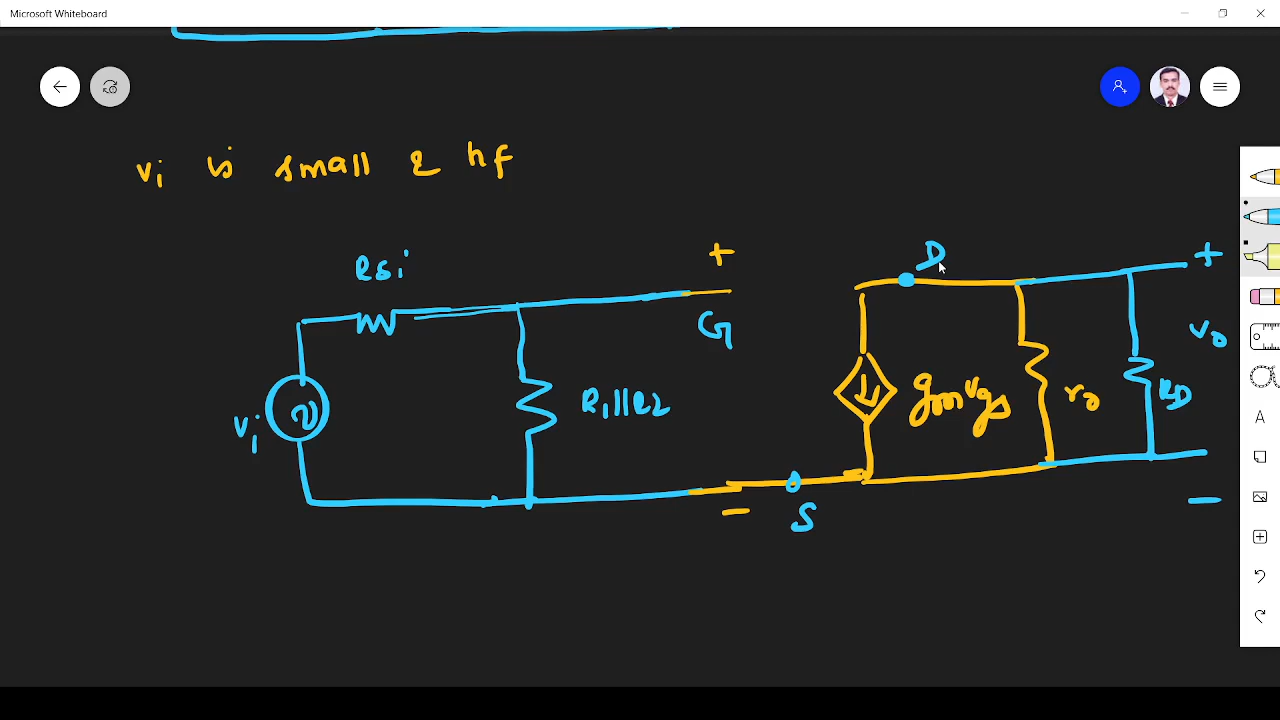 Microsoft Whiteboard
vi is small & hf
Rsi
+
D
+
G
vo
vi
R1||R2
gmvgs
ro
RD
−
S
−
A